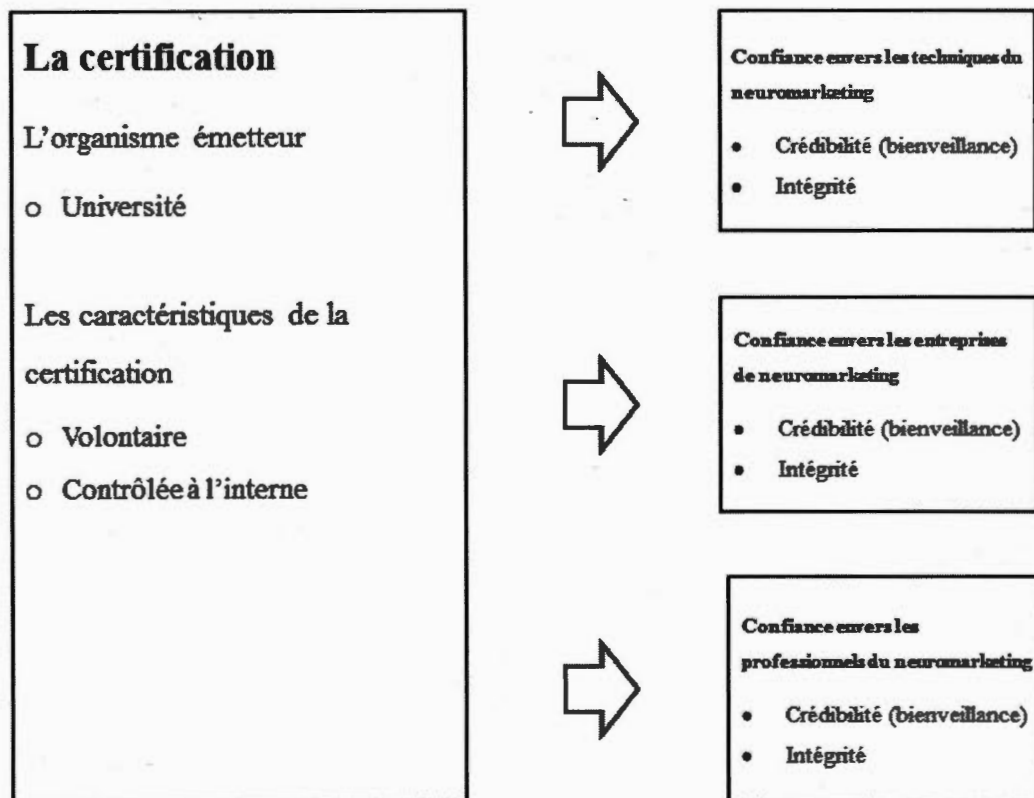 La certification
L'organisme émetteur
o Université
Les caractéristiques de la
certification
o Volontaire
o Contrôlée à l'interne
Confiance envers les techniques du
neuromarketing
• Crédibilité (bienveillance)
• Intégrité
Confiance envers les entreprises
de neuromarketing
• Crédibilité (bienveillance)
• Intégrité
Confiance envers les
professionnels du neuromarketing
• Crédibilité (bienveillance)
• Intégrité